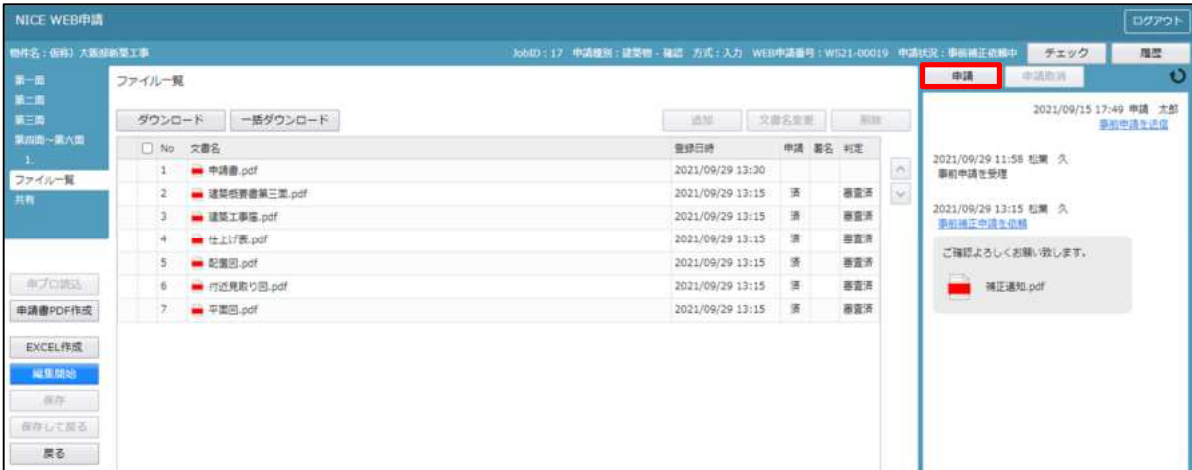 NICE WEB申請
ログアウト
物件名:(仮称)大阪邸新築工事 JobID:17 申請種別:建築物 - 確認 方式:入力 WEB申請番号:WS21-00019 申請状況:事前補正依頼中 チェック 履歴
第一面
第二面
第三面
第四面~第六面
1.
ファイル一覧
共有
申プロ読込
申請書PDF作成
EXCEL作成
編集開始
保存
保存して戻る
戻る
ファイル一覧
ダウンロード 一括ダウンロード 追加 文書名変更 削除
No 文書名 登録日時 申請 署名 判定
1 申請書.pdf 2021/09/29 13:30
2 建築概要書第三面.pdf 2021/09/29 13:15 済 審査済
3 建築工事届.pdf 2021/09/29 13:15 済 審査済
4 仕上げ表.pdf 2021/09/29 13:15 済 審査済
5 配置図.pdf 2021/09/29 13:15 済 審査済
6 付近見取り図.pdf 2021/09/29 13:15 済 審査済
7 平面図.pdf 2021/09/29 13:15 済 審査済
申請 申請取消
2021/09/15 17:49 申請 太郎
事前申請を送信
2021/09/29 11:58 松葉 久
事前申請を受理
2021/09/29 13:15 松葉 久
事前補正申請を依頼
ご確認よろしくお願い致します。
補正通知.pdf